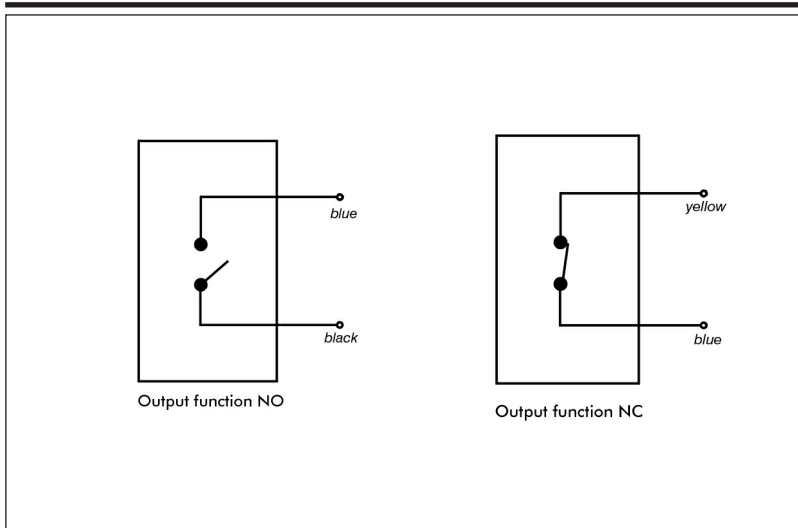 blue
black
Output function NO
yellow
blue
Output function NC